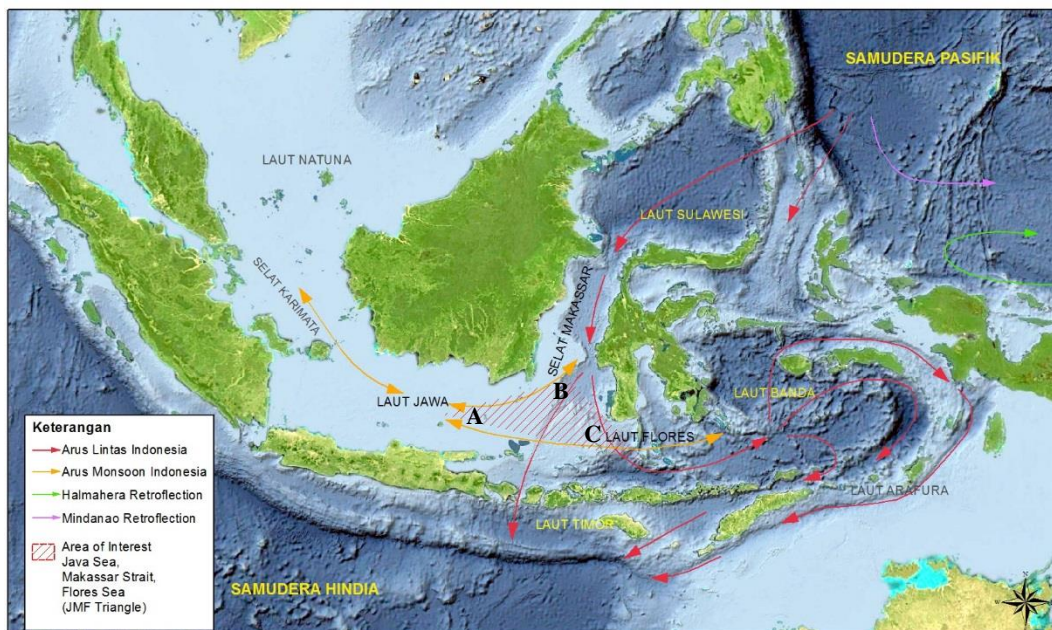 SAMUDERA PASIFIK
LAUT NATUNA
LAUT SULAWESI
SELAT KARIMATA
SELAT MAKASSAR
LAUT JAWA
A
B
C
LAUT BANDA
LAUT FLORES
LAUT ARAFURA
LAUT TIMOR
SAMUDERA HINDIA
Keterangan
Arus Lintas Indonesia
Arus Monsoon Indonesia
Halmahera Retroflection
Mindanao Retroflection
Area of Interest
Java Sea,
Makassar Strait,
Flores Sea
(JMF Triangle)